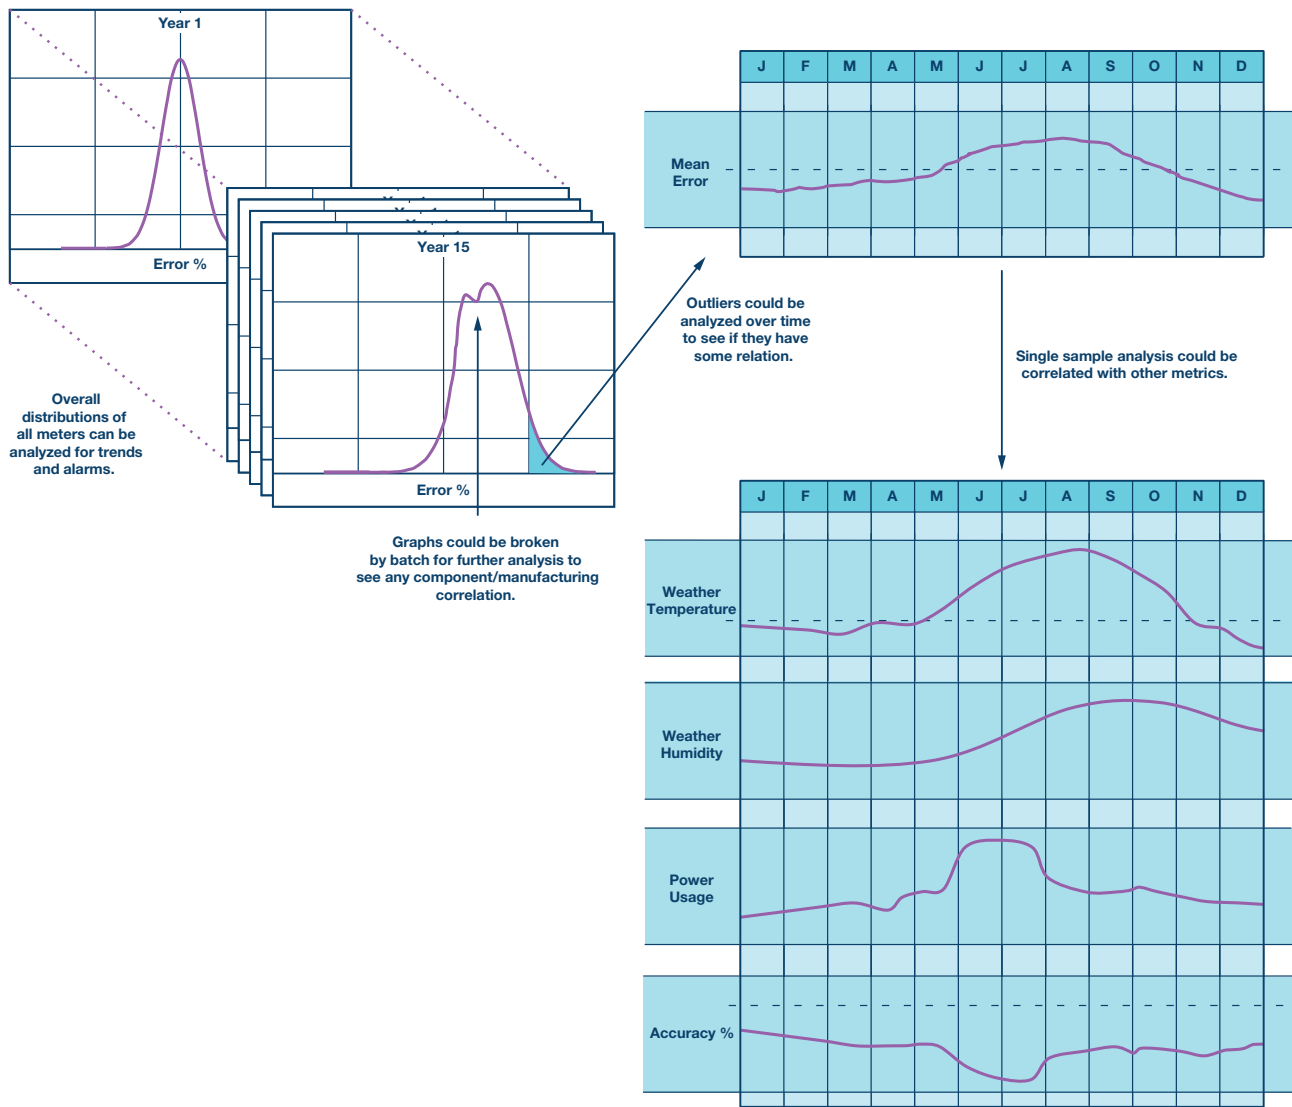 Year 1
Error %
Year 15
Error %
Overall
distributions of
all meters can be
analyzed for trends
and alarms.
Graphs could be broken
by batch for further analysis to
see any component/manufacturing
correlation.
Outliers could be
analyzed over time
to see if they have
some relation.
J F M A M J J A S O N D
Mean
Error
Single sample analysis could be
correlated with other metrics.
J F M A M J J A S O N D
Weather
Temperature
Weather
Humidity
Power
Usage
Accuracy %